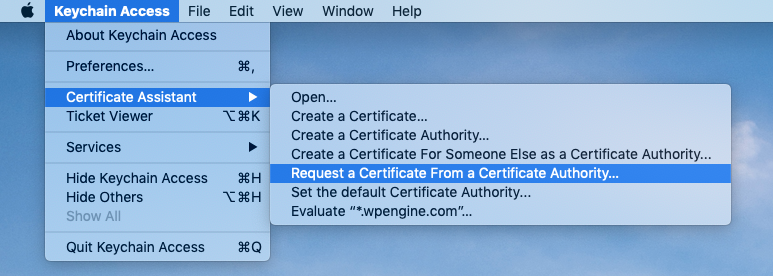 Keychain Access File Edit View Window Help
About Keychain Access
Preferences... ⌘,
Certificate Assistant ▶
Ticket Viewer ⌥⌘K
Services ▶
Hide Keychain Access ⌘H
Hide Others ⌥⌘H
Show All
Quit Keychain Access ⌘Q
Open...
Create a Certificate...
Create a Certificate Authority...
Create a Certificate For Someone Else as a Certificate Authority...
Request a Certificate From a Certificate Authority...
Set the default Certificate Authority...
Evaluate “*.wpengine.com”...